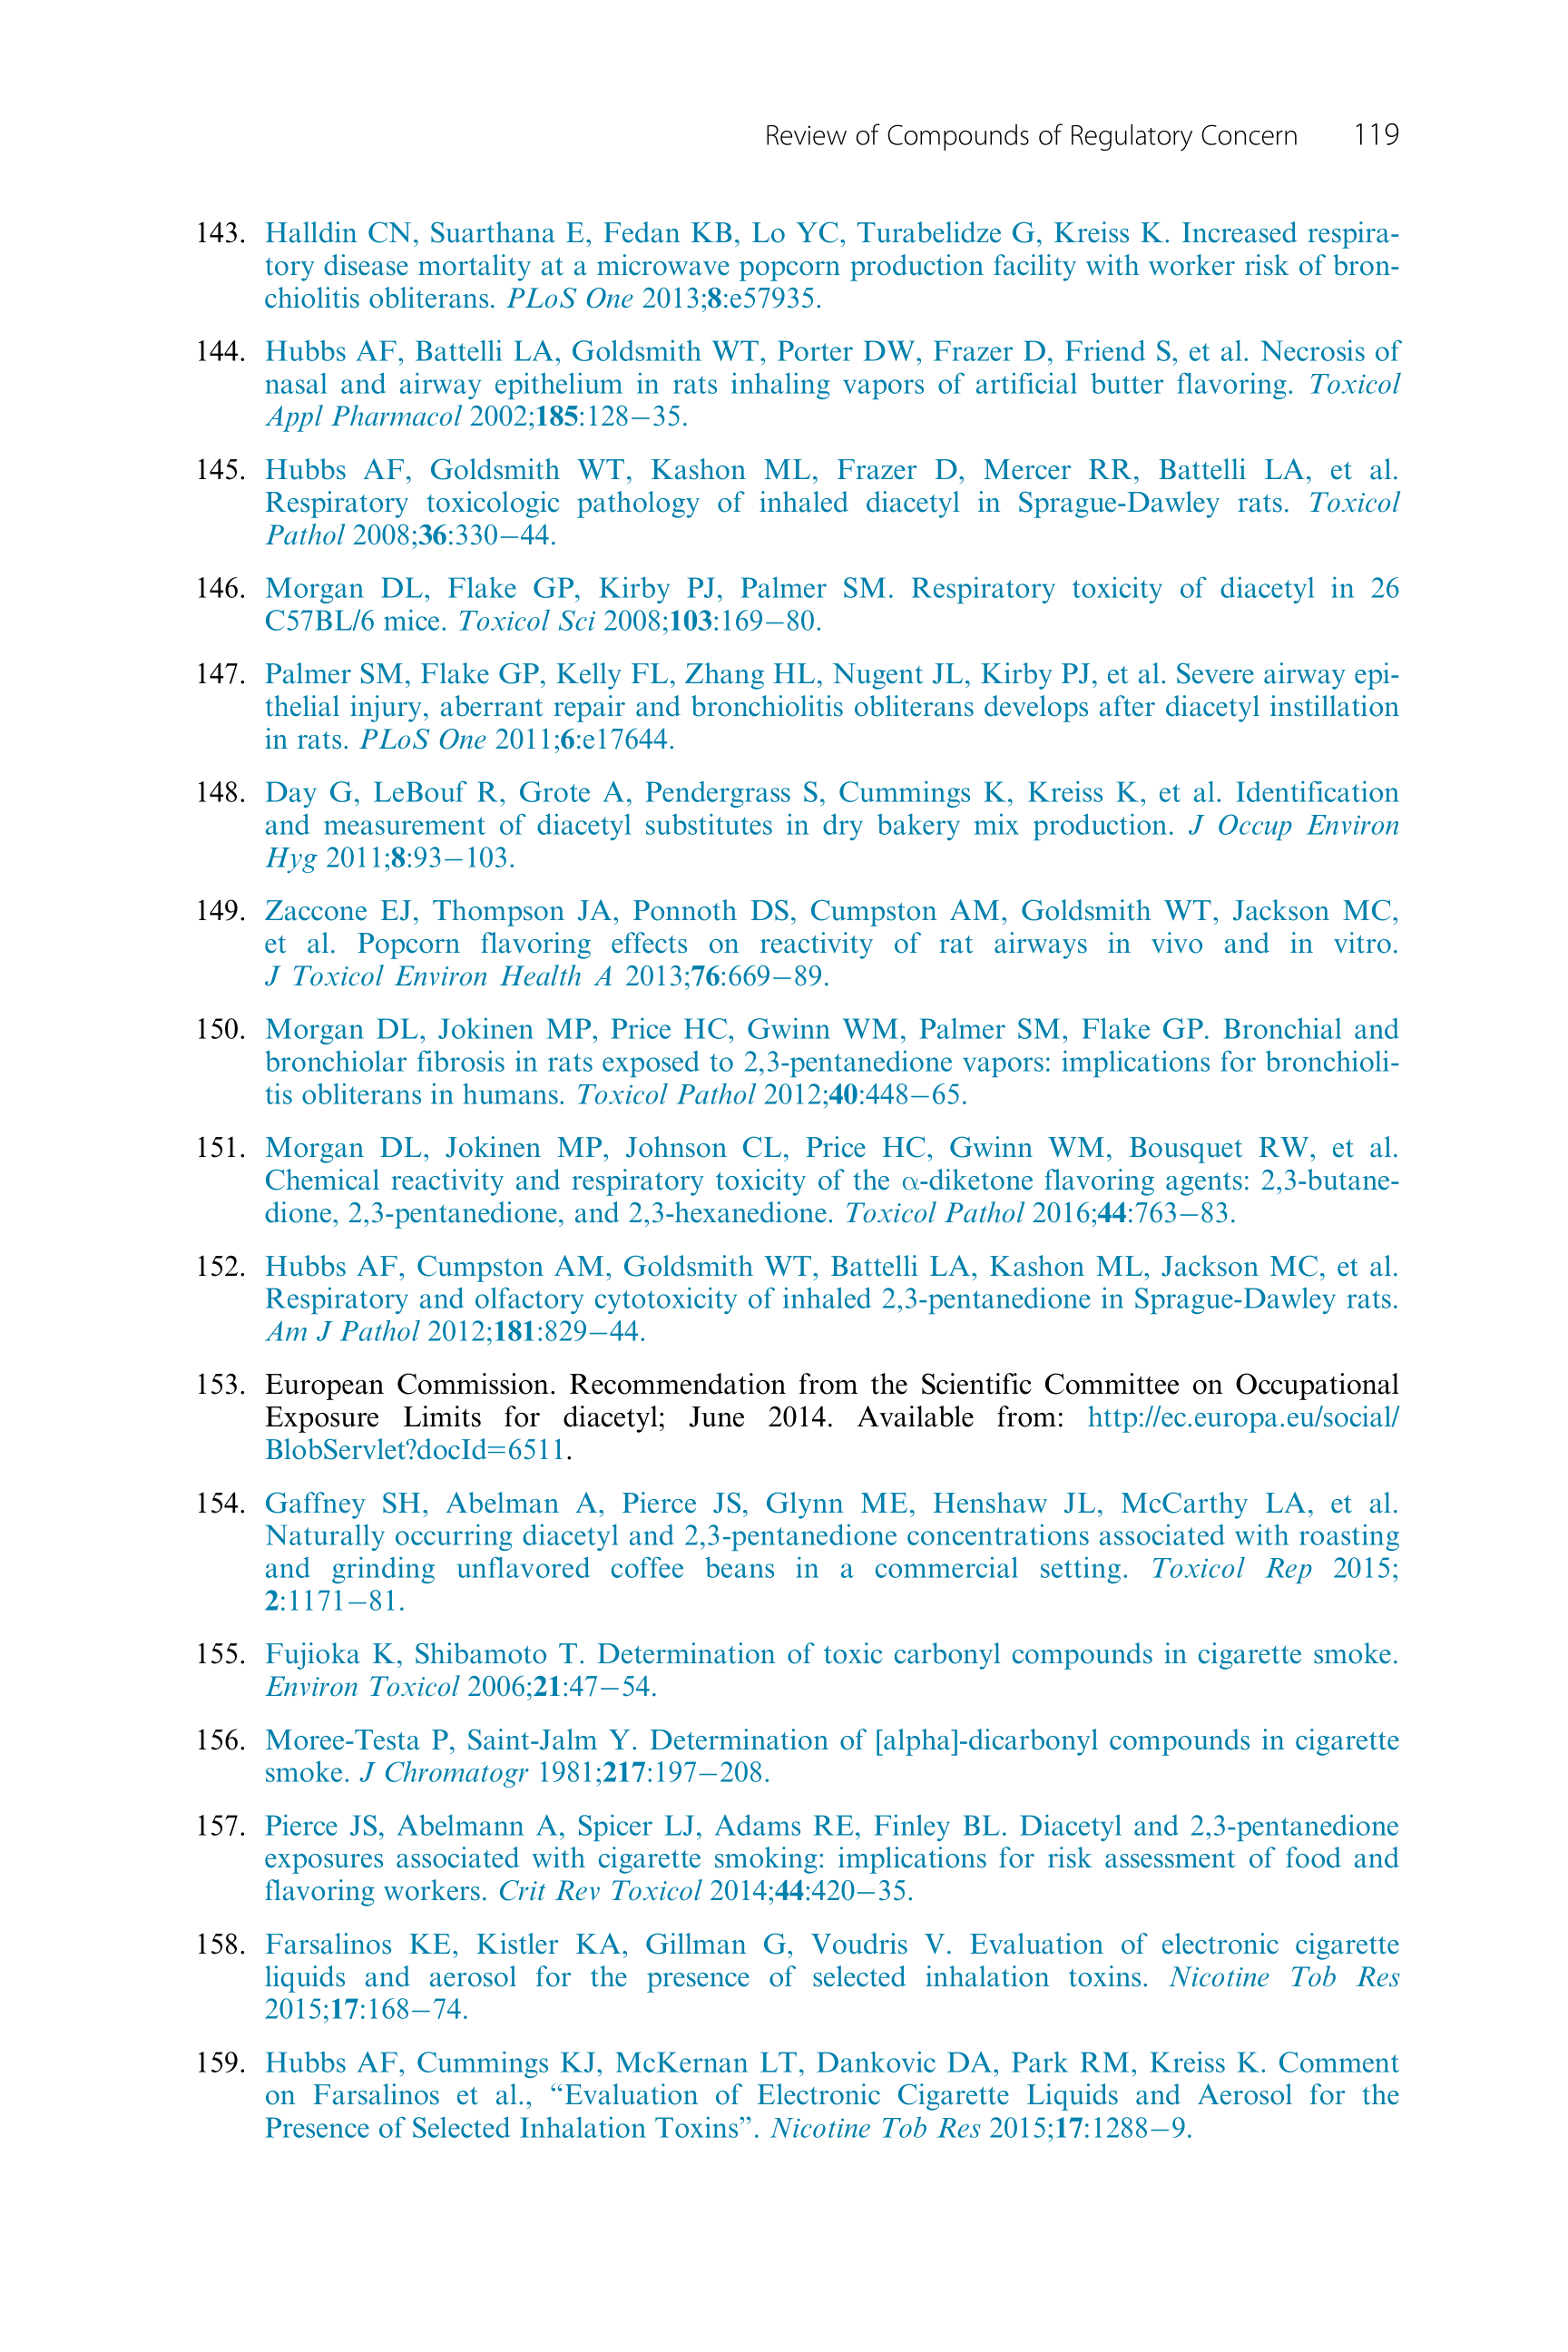 Review of Compounds of Regulatory Concern 119
143. Halldin CN, Suarthana E, Fedan KB, Lo YC, Turabelidze G, Kreiss K. Increased respira-
tory disease mortality at a microwave popcorn production facility with worker risk of bron-
chiolitis obliterans. PLoS One 2013;8:e57935.
144. Hubbs AF, Battelli LA, Goldsmith WT, Porter DW, Frazer D, Friend S, et al. Necrosis of
nasal and airway epithelium in rats inhaling vapors of artificial butter flavoring. Toxicol
Appl Pharmacol 2002;185:128–35.
145. Hubbs AF, Goldsmith WT, Kashon ML, Frazer D, Mercer RR, Battelli LA, et al.
Respiratory toxicologic pathology of inhaled diacetyl in Sprague-Dawley rats. Toxicol
Pathol 2008;36:330–44.
146. Morgan DL, Flake GP, Kirby PJ, Palmer SM. Respiratory toxicity of diacetyl in 26
C57BL/6 mice. Toxicol Sci 2008;103:169–80.
147. Palmer SM, Flake GP, Kelly FL, Zhang HL, Nugent JL, Kirby PJ, et al. Severe airway epi-
thelial injury, aberrant repair and bronchiolitis obliterans develops after diacetyl instillation
in rats. PLoS One 2011;6:e17644.
148. Day G, LeBouf R, Grote A, Pendergrass S, Cummings K, Kreiss K, et al. Identification
and measurement of diacetyl substitutes in dry bakery mix production. J Occup Environ
Hyg 2011;8:93–103.
149. Zaccone EJ, Thompson JA, Ponnoth DS, Cumpston AM, Goldsmith WT, Jackson MC,
et al. Popcorn flavoring effects on reactivity of rat airways in vivo and in vitro.
J Toxicol Environ Health A 2013;76:669–89.
150. Morgan DL, Jokinen MP, Price HC, Gwinn WM, Palmer SM, Flake GP. Bronchial and
bronchiolar fibrosis in rats exposed to 2,3-pentanedione vapors: implications for bronchioli-
tis obliterans in humans. Toxicol Pathol 2012;40:448–65.
151. Morgan DL, Jokinen MP, Johnson CL, Price HC, Gwinn WM, Bousquet RW, et al.
Chemical reactivity and respiratory toxicity of the α-diketone flavoring agents: 2,3-butane-
dione, 2,3-pentanedione, and 2,3-hexanedione. Toxicol Pathol 2016;44:763–83.
152. Hubbs AF, Cumpston AM, Goldsmith WT, Battelli LA, Kashon ML, Jackson MC, et al.
Respiratory and olfactory cytotoxicity of inhaled 2,3-pentanedione in Sprague-Dawley rats.
Am J Pathol 2012;181:829–44.
153. European Commission. Recommendation from the Scientific Committee on Occupational
Exposure Limits for diacetyl; June 2014. Available from: http://ec.europa.eu/social/
BlobServlet?docId=6511.
154. Gaffney SH, Abelman A, Pierce JS, Glynn ME, Henshaw JL, McCarthy LA, et al.
Naturally occurring diacetyl and 2,3-pentanedione concentrations associated with roasting
and grinding unflavored coffee beans in a commercial setting. Toxicol Rep 2015;
2:1171–81.
155. Fujioka K, Shibamoto T. Determination of toxic carbonyl compounds in cigarette smoke.
Environ Toxicol 2006;21:47–54.
156. Moree-Testa P, Saint-Jalm Y. Determination of [alpha]-dicarbonyl compounds in cigarette
smoke. J Chromatogr 1981;217:197–208.
157. Pierce JS, Abelmann A, Spicer LJ, Adams RE, Finley BL. Diacetyl and 2,3-pentanedione
exposures associated with cigarette smoking: implications for risk assessment of food and
flavoring workers. Crit Rev Toxicol 2014;44:420–35.
158. Farsalinos KE, Kistler KA, Gillman G, Voudris V. Evaluation of electronic cigarette
liquids and aerosol for the presence of selected inhalation toxins. Nicotine Tob Res
2015;17:168–74.
159. Hubbs AF, Cummings KJ, McKernan LT, Dankovic DA, Park RM, Kreiss K. Comment
on Farsalinos et al., “Evaluation of Electronic Cigarette Liquids and Aerosol for the
Presence of Selected Inhalation Toxins”. Nicotine Tob Res 2015;17:1288–9.